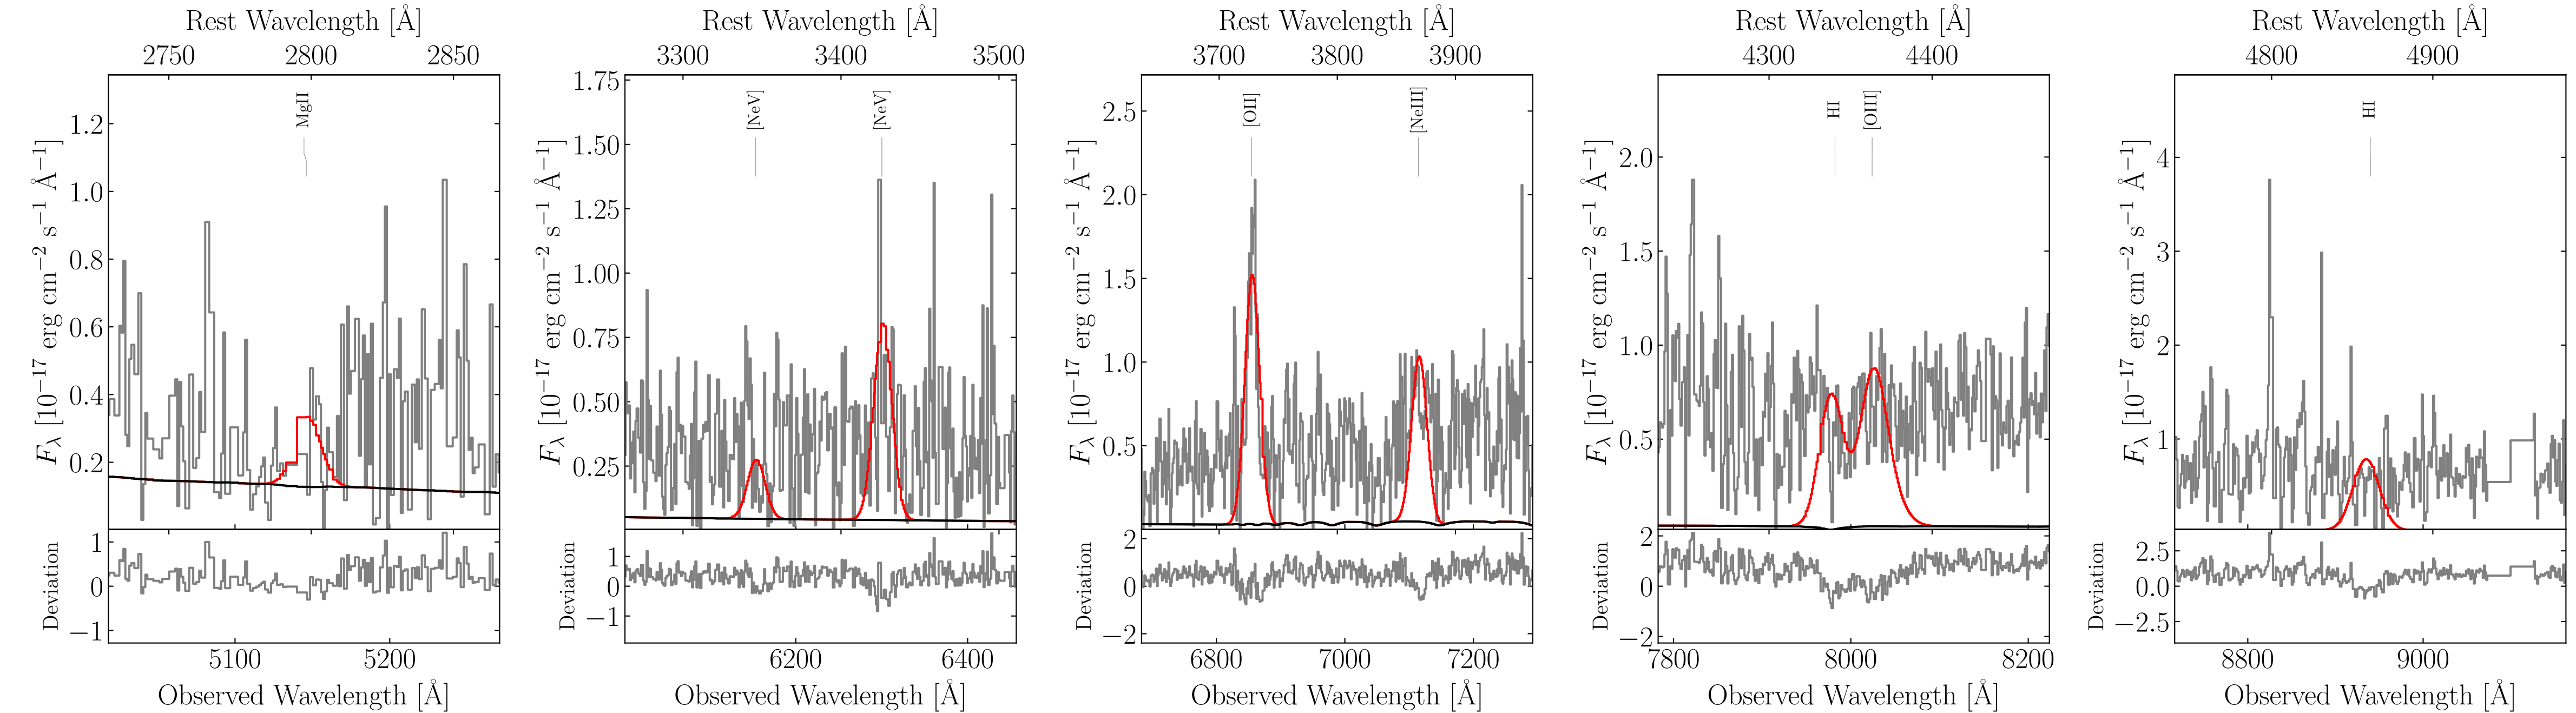 Rest Wavelength [Å]
2750 2800 2850
MgII
F_λ [10^−17 erg cm^−2 s^−1 Å^−1]
1.2
1.0
0.8
0.6
0.4
0.2
Deviation
1
0
−1
5100 5200
Observed Wavelength [Å]
Rest Wavelength [Å]
3300 3400 3500
[NeV] [NeV]
F_λ [10^−17 erg cm^−2 s^−1 Å^−1]
1.75
1.50
1.25
1.00
0.75
0.50
0.25
Deviation
1
0
−1
6200 6400
Observed Wavelength [Å]
Rest Wavelength [Å]
3700 3800 3900
[OII] [NeIII]
F_λ [10^−17 erg cm^−2 s^−1 Å^−1]
2.5
2.0
1.5
1.0
0.5
Deviation
2
0
−2
6800 7000 7200
Observed Wavelength [Å]
Rest Wavelength [Å]
4300 4400
HI [OIII]
F_λ [10^−17 erg cm^−2 s^−1 Å^−1]
2.0
1.5
1.0
0.5
Deviation
2
0
−2
7800 8000 8200
Observed Wavelength [Å]
Rest Wavelength [Å]
4800 4900
HI
F_λ [10^−17 erg cm^−2 s^−1 Å^−1]
4
3
2
1
Deviation
2.5
0.0
−2.5
8800 9000
Observed Wavelength [Å]